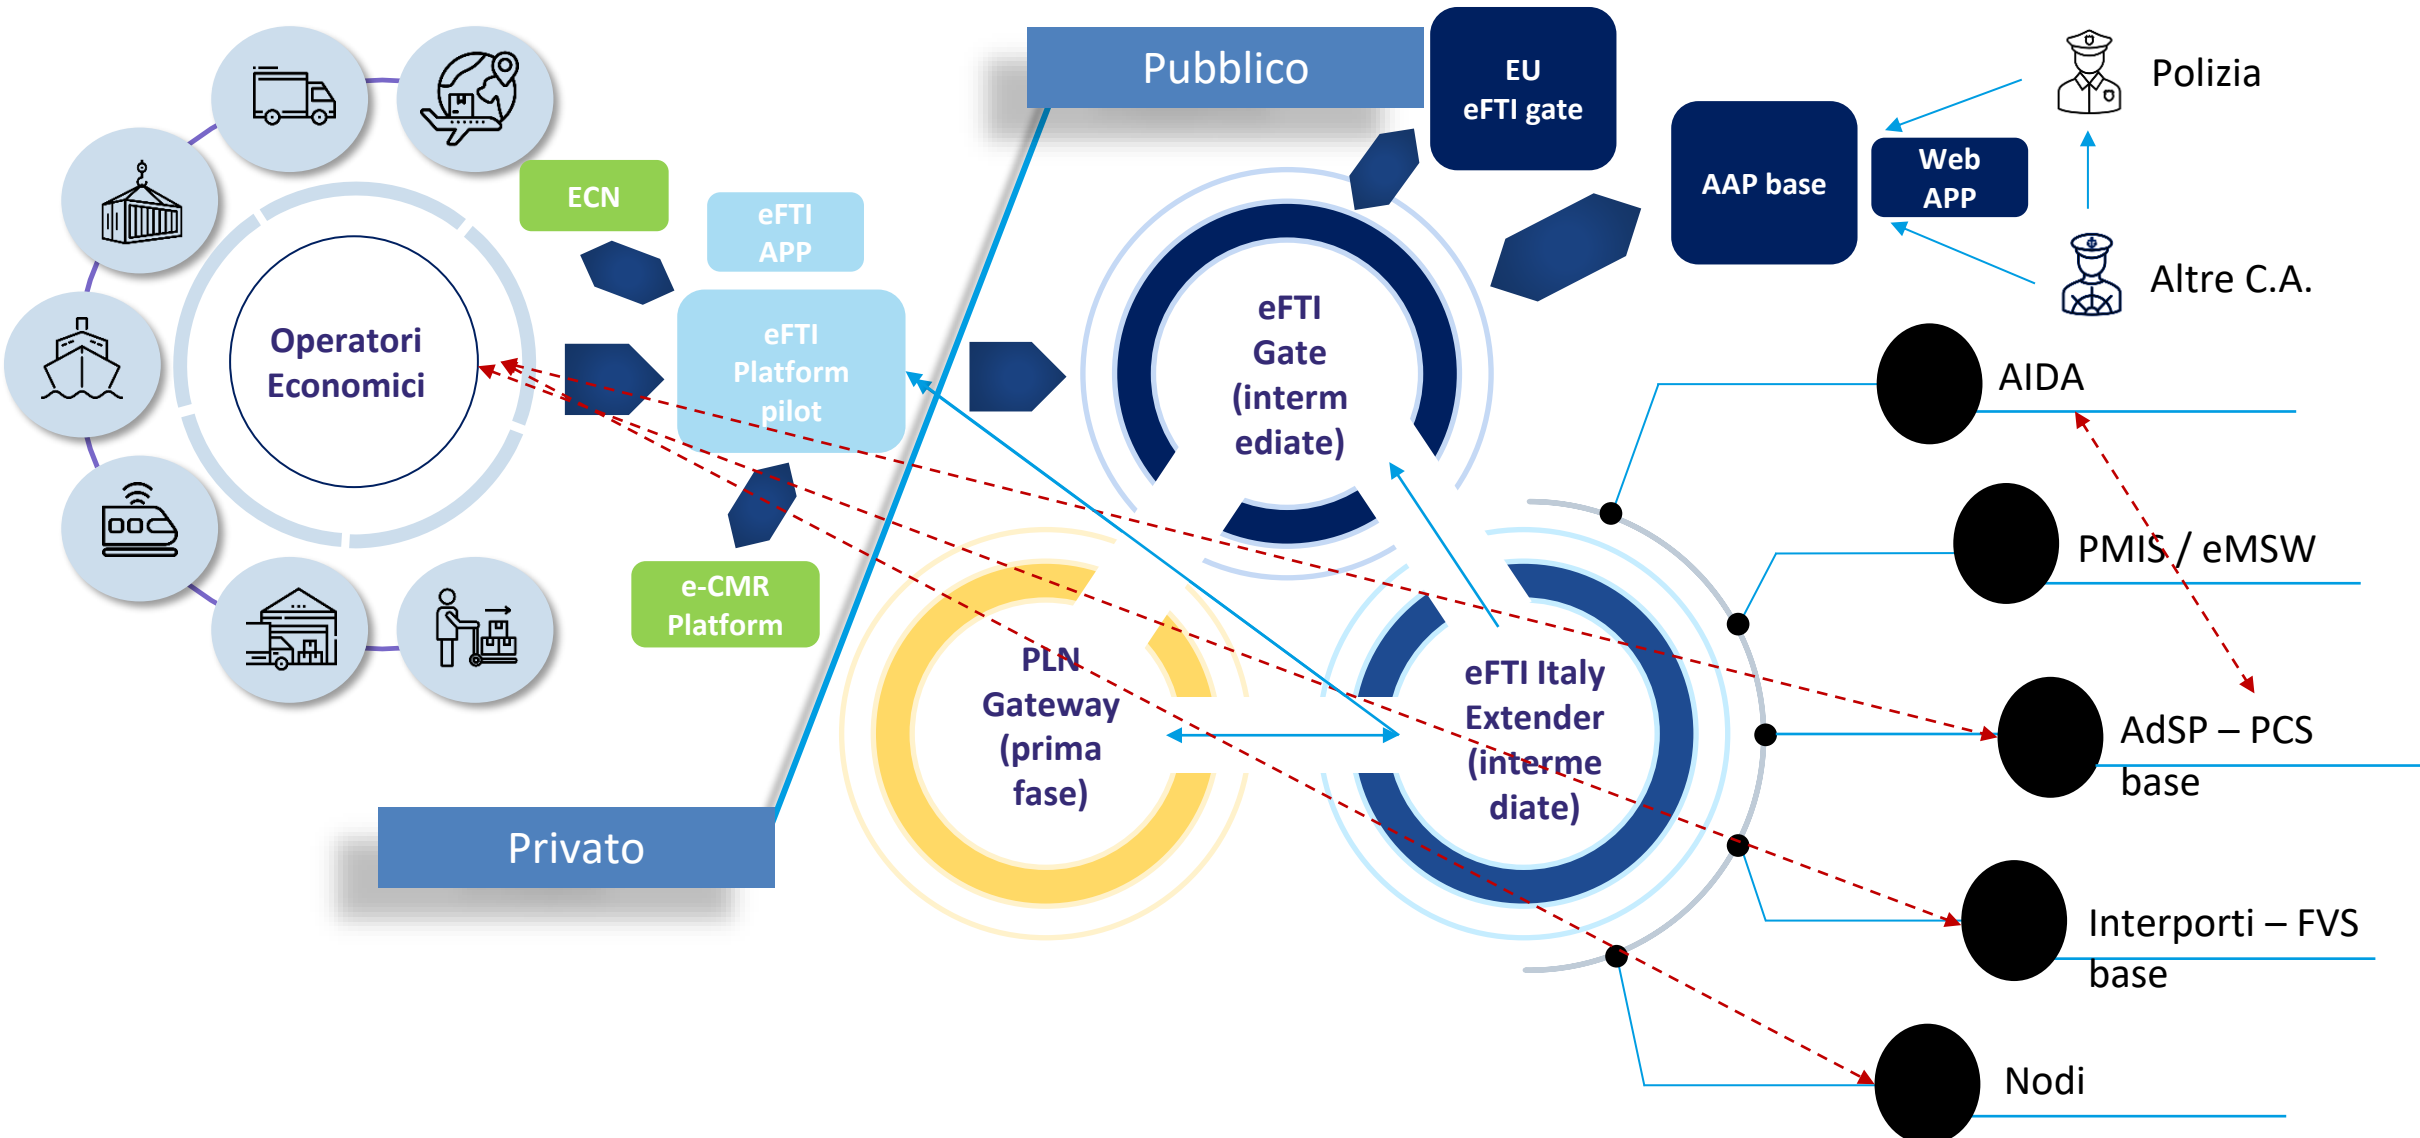 Pubblico
EU
eFTI gate
Polizia
AAP base
Web
APP
Altre C.A.
ECN
eFTI
APP
eFTI
Platform
pilot
Operatori
Economici
eFTI
Gate
(interm
ediate)
AIDA
PMIS / eMSW
e-CMR
Platform
PLN
Gateway
(prima
fase)
eFTI Italy
Extender
(interme
diate)
AdSP – PCS
base
Privato
Interporti – FVS
base
Nodi